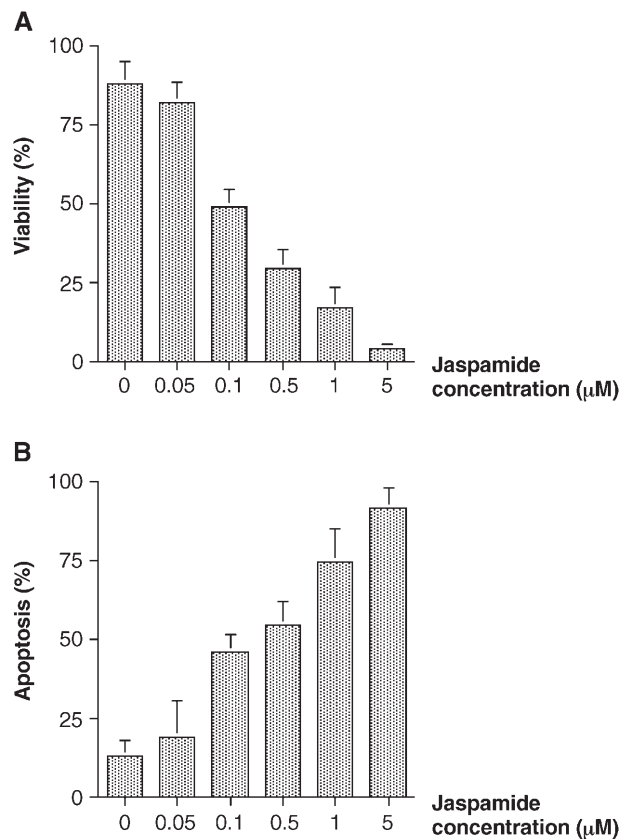 A
100
75
50
25
0
Viability (%)
0 0.05 0.1 0.5 1 5
Jaspamide
concentration (μM)
B
100
75
50
25
0
Apoptosis (%)
0 0.05 0.1 0.5 1 5
Jaspamide
concentration (μM)